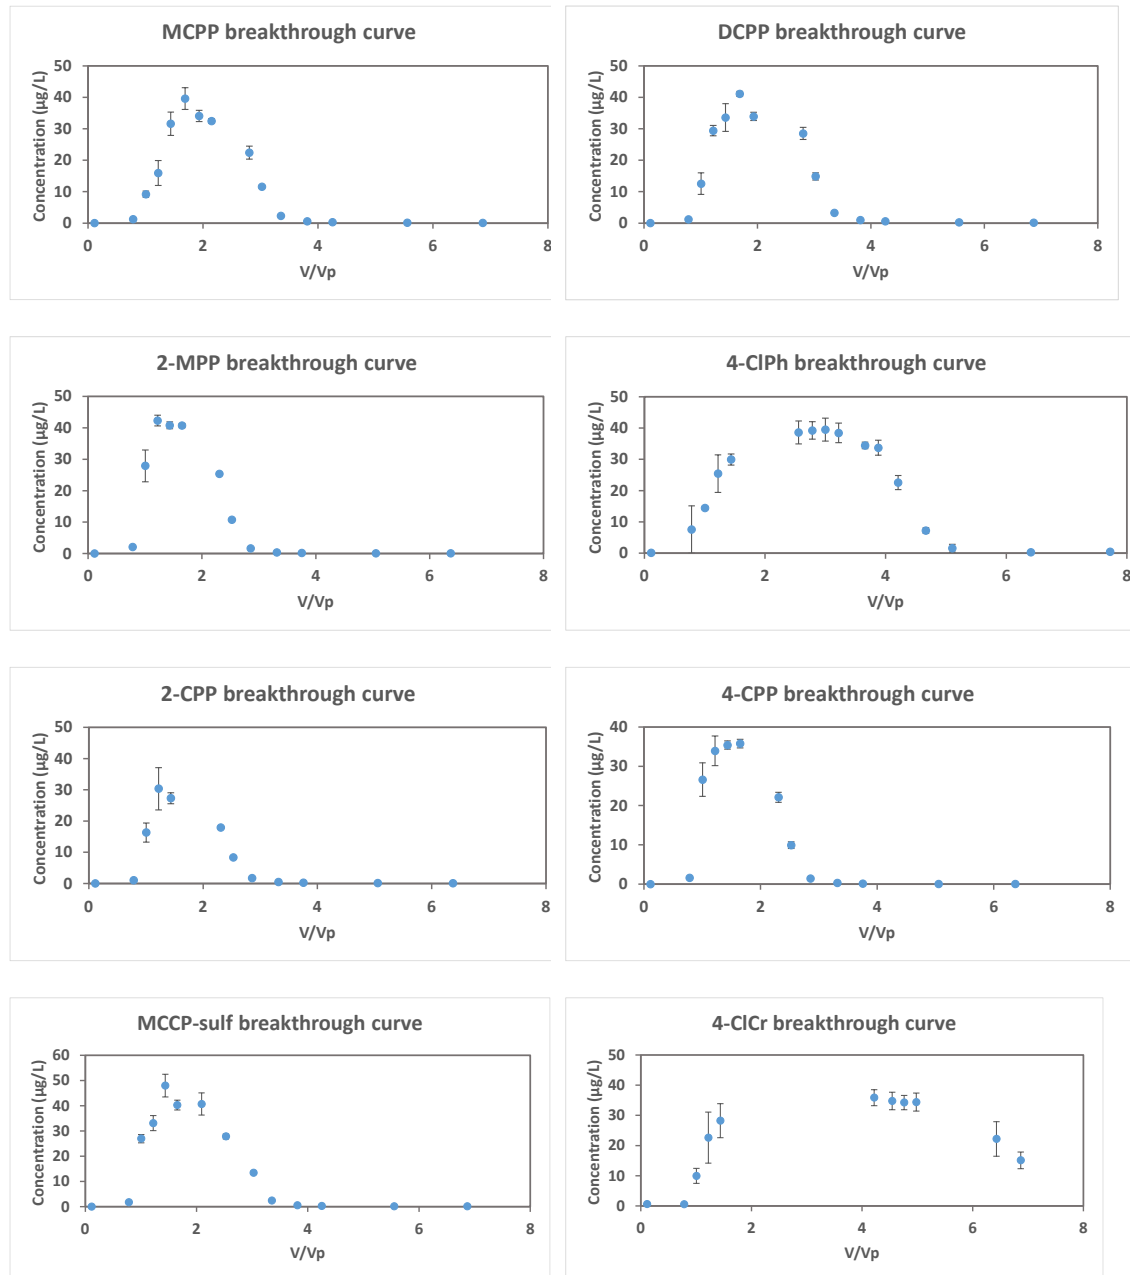 MCPP breakthrough curve
Concentration (µg/L)
50
40
30
20
10
0
0 2 4 6 8
V/Vp
DCPP breakthrough curve
Concentration (µg/L)
50
40
30
20
10
0
0 2 4 6 8
V/Vp
2-MPP breakthrough curve
Concentration (µg/L)
50
40
30
20
10
0
0 2 4 6 8
V/Vp
4-ClPh breakthrough curve
Concentration (µg/L)
50
40
30
20
10
0
0 2 4 6 8
V/Vp
2-CPP breakthrough curve
Concentration (µg/L)
50
40
30
20
10
0
0 2 4 6 8
V/Vp
4-CPP breakthrough curve
Concentration (µg/L)
40
30
20
10
0
0 2 4 6 8
V/Vp
MCCP-sulf breakthrough curve
Concentration (µg/L)
60
50
40
30
20
10
0
0 2 4 6 8
V/Vp
4-ClCr breakthrough curve
Concentration (µg/L)
50
40
30
20
10
0
0 2 4 6 8
V/Vp